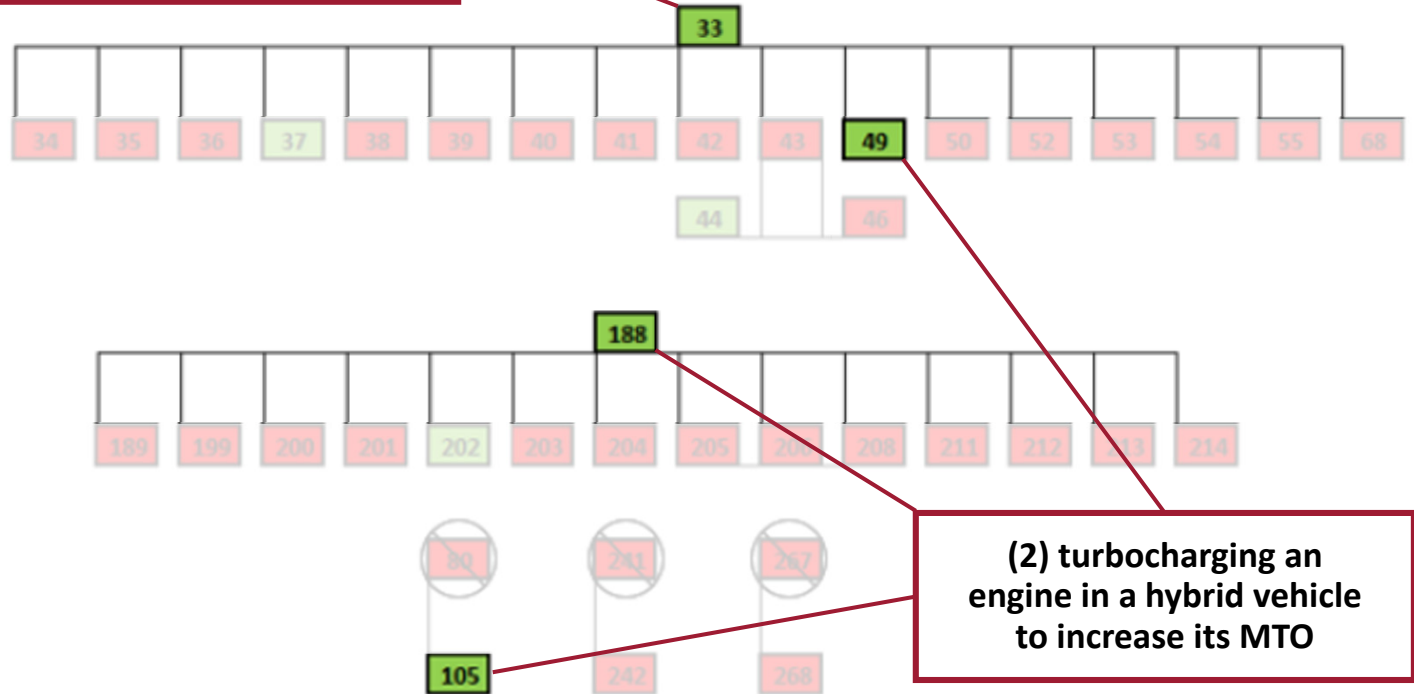 33
34 35 36 37 38 39 40 41 42 43 49 50 52 53 54 55 68
44 46
188
189 199 200 201 202 203 204 205 206 208 211 212 213 214
80 241 267
(2) turbocharging an
engine in a hybrid vehicle
to increase its MTO
105 242 268